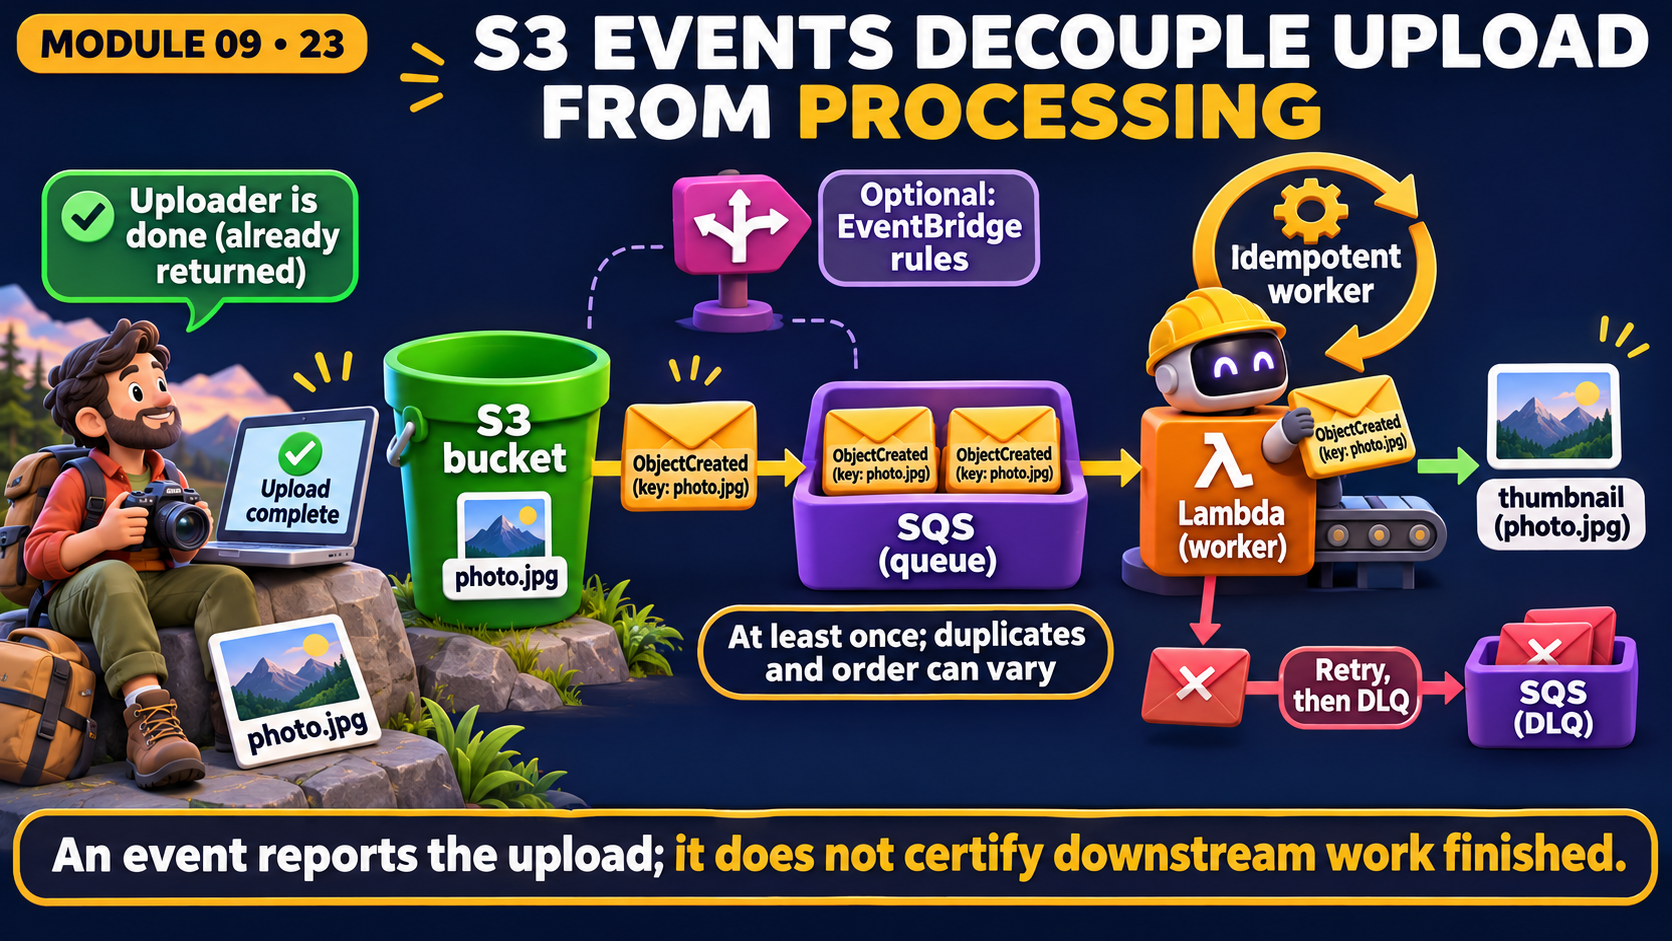 MODULE 09 • 23
S3 EVENTS DECOUPLE UPLOAD
FROM PROCESSING
Uploader is
done (already
returned)
Optional:
EventBridge
rules
Idempotent
worker
Upload
complete
S3
bucket
photo.jpg
ObjectCreated
(key: photo.jpg)
ObjectCreated
(key: photo.jpg)
ObjectCreated
(key: photo.jpg)
SQS
(queue)
ObjectCreated
(key: photo.jpg)
λ
Lambda
(worker)
thumbnail
(photo.jpg)
At least once; duplicates
and order can vary
Retry,
then DLQ
SQS
(DLQ)
photo.jpg
An event reports the upload; it does not certify downstream work finished.